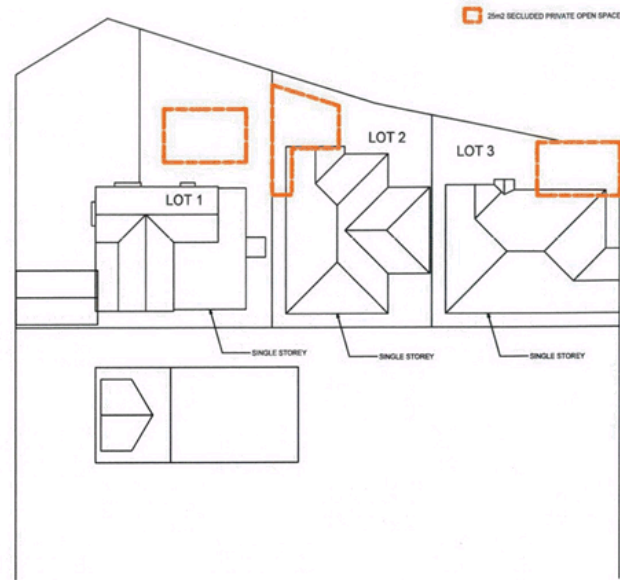 25m2 SECLUDED PRIVATE OPEN SPACE
LOT 2
LOT 3
LOT 1
SINGLE STOREY
SINGLE STOREY
SINGLE STOREY